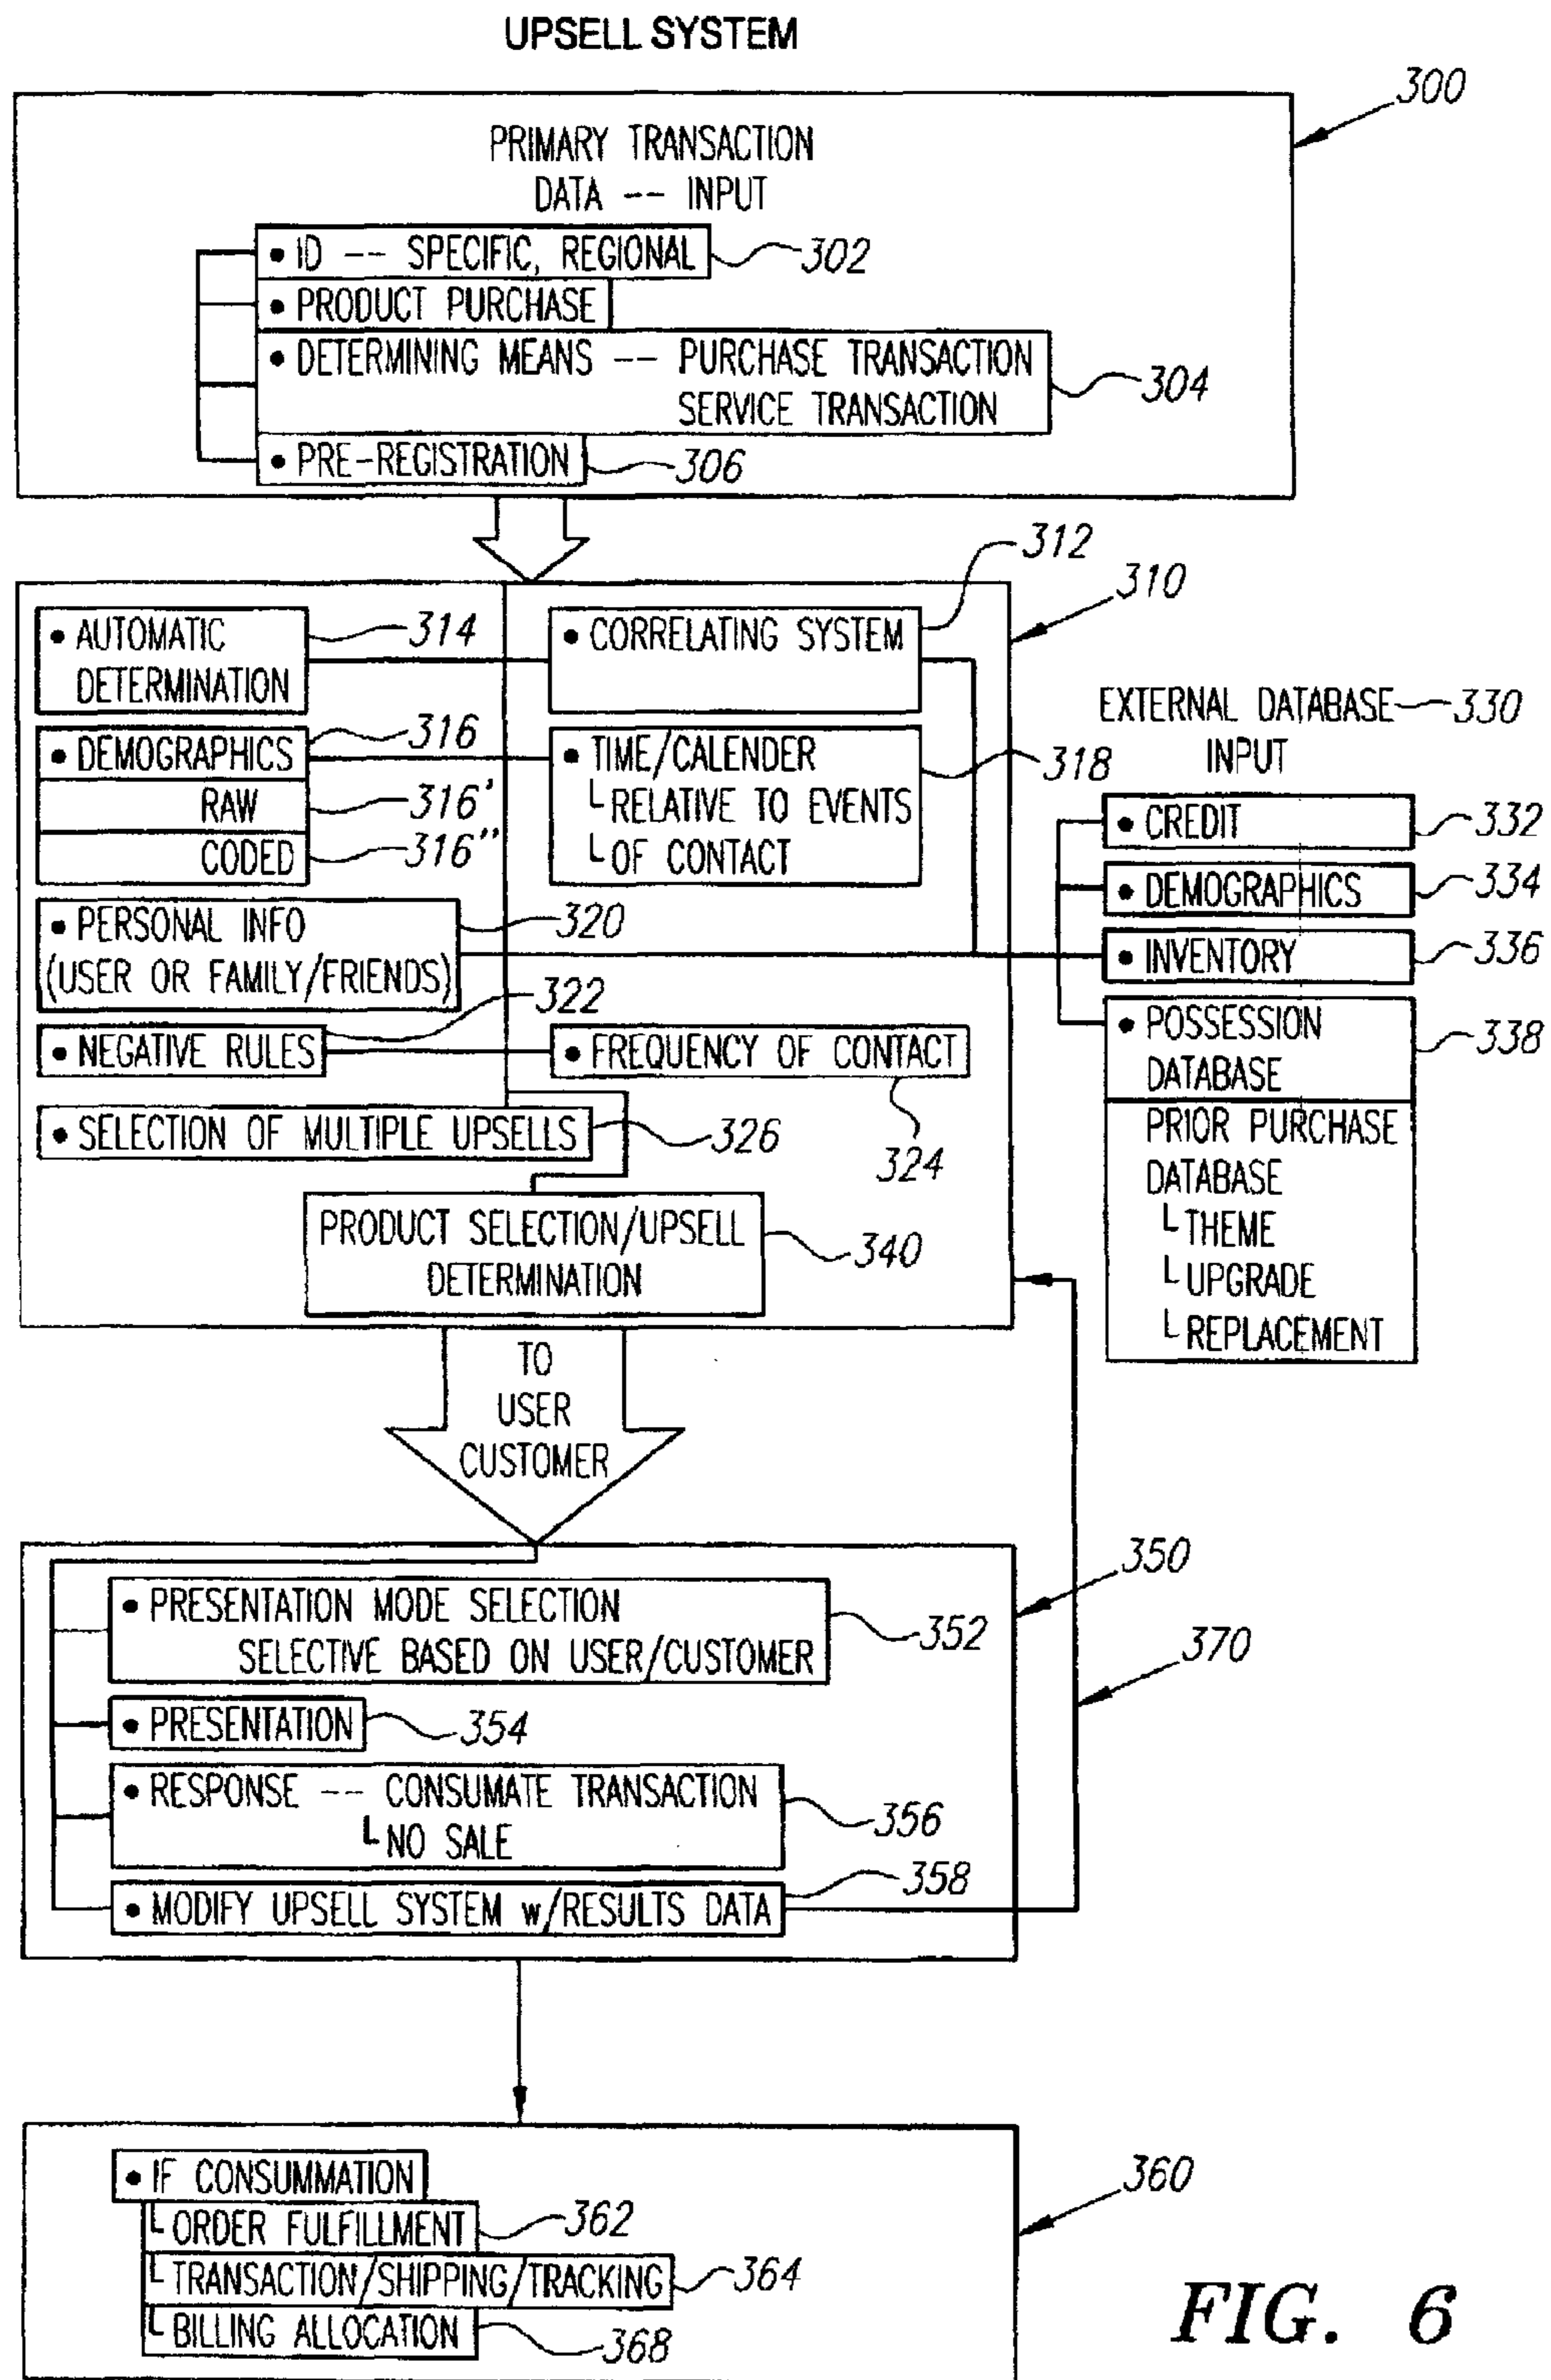 UPSELL SYSTEM
300
PRIMARY TRANSACTION
DATA -- INPUT
• ID -- SPECIFIC, REGIONAL 302
• PRODUCT PURCHASE
• DETERMINING MEANS -- PURCHASE TRANSACTION
SERVICE TRANSACTION 304
• PRE-REGISTRATION 306
312
310
• AUTOMATIC
DETERMINATION
314
• CORRELATING SYSTEM
• DEMOGRAPHICS 316
RAW 316'
CODED 316"
• TIME/CALENDER
RELATIVE TO EVENTS
OF CONTACT
318
EXTERNAL DATABASE 330
INPUT
• CREDIT 332
• DEMOGRAPHICS 334
• INVENTORY 336
• POSSESSION
DATABASE
338
PRIOR PURCHASE
DATABASE
THEME
UPGRADE
REPLACEMENT
• PERSONAL INFO
(USER OR FAMILY/FRIENDS)
320
• NEGATIVE RULES 322
• FREQUENCY OF CONTACT
324
• SELECTION OF MULTIPLE UPSELLS 326
PRODUCT SELECTION/UPSELL
DETERMINATION
340
TO
USER
CUSTOMER
350
• PRESENTATION MODE SELECTION
SELECTIVE BASED ON USER/CUSTOMER
352
370
• PRESENTATION 354
• RESPONSE -- CONSUMATE TRANSACTION
NO SALE
356
• MODIFY UPSELL SYSTEM w/RESULTS DATA 358
360
• IF CONSUMMATION
ORDER FULFILLMENT 362
TRANSACTION/SHIPPING/TRACKING 364
BILLING ALLOCATION 368
FIG. 6